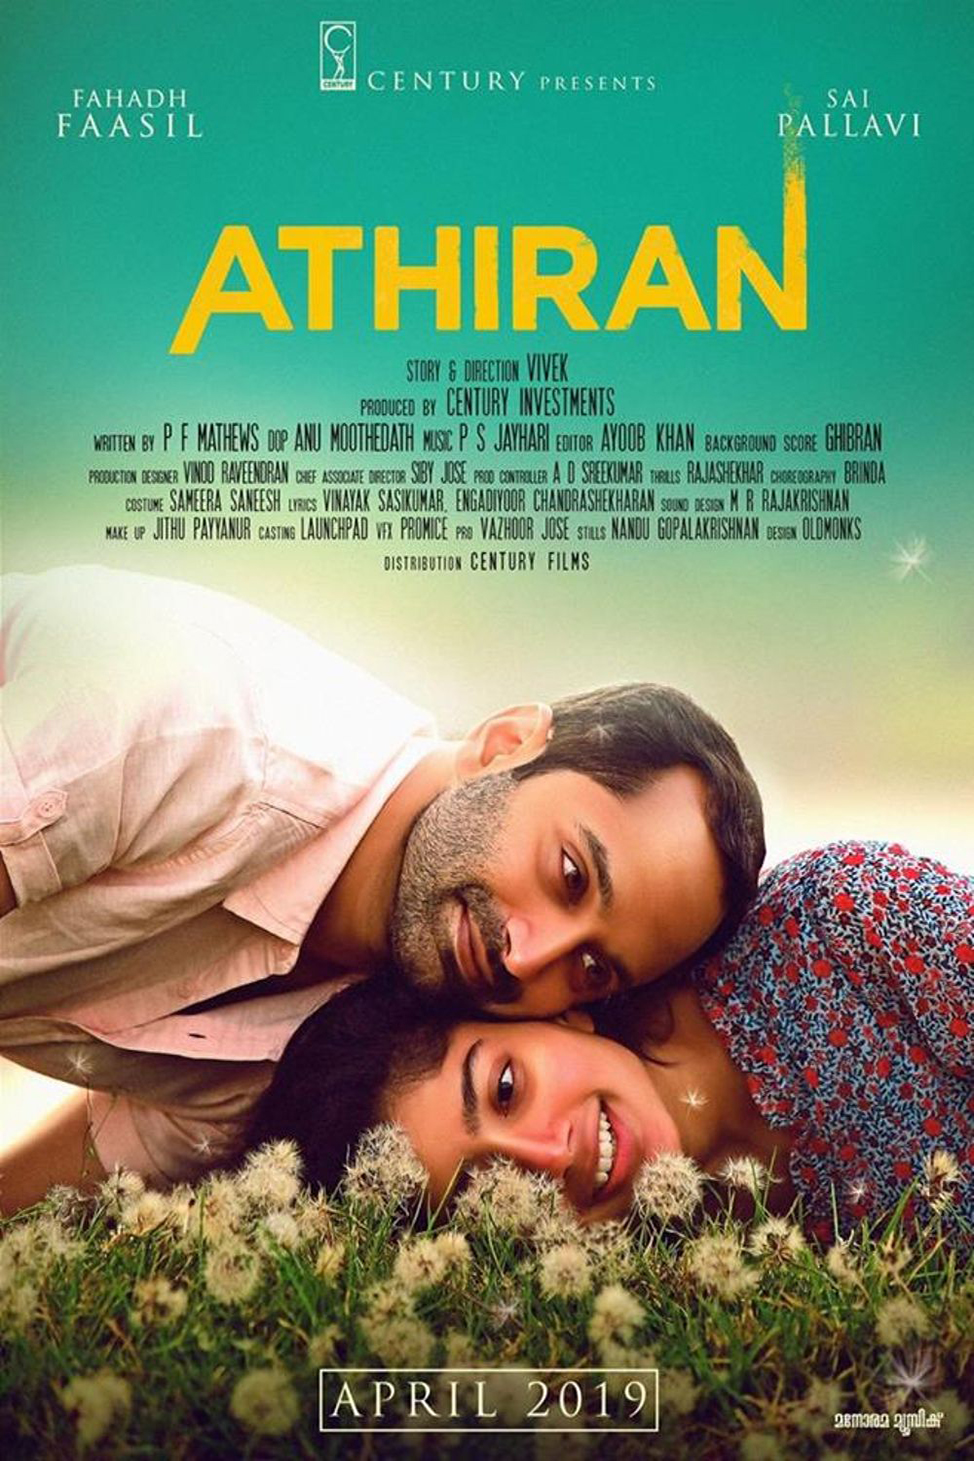 CENTURY
CENTURY PRESENTS
FAHADH
FAASIL
SAI
PALLAVI
ATHIRAN
STORY & DIRECTION VIVEK
PRODUCED BY CENTURY INVESTMENTS
WRITTEN BY P F MATHEWS DOP ANU MOOTHEDATH MUSIC P S JAYHARI EDITOR AYOOB KHAN BACKGROUND SCORE GHIBRAN
PRODUCTION DESIGNER VINOD RAVEENDRAN CHIEF ASSOCIATE DIRECTOR SIBY JOSE PROD CONTROLLER A D SREEKUMAR THRILLS RAJASHEKHAR CHOREOGRAPHY BRINDA
COSTUME SAMEERA SANEESH LYRICS VINAYAK SASIKUMAR, ENGADIYOOR CHANDRASHEKHARAN SOUND DESIGN M R RAJAKRISHNAN
MAKE UP JITHU PAYYANUR CASTING LAUNCHPAD VFX PROMICE PRO VAZHOOR JOSE STILLS NANDU GOPALAKRISHNAN DESIGN OLDMONKS
DISTRIBUTION CENTURY FILMS
APRIL 2019
മനോരമ മ്യൂസിക്